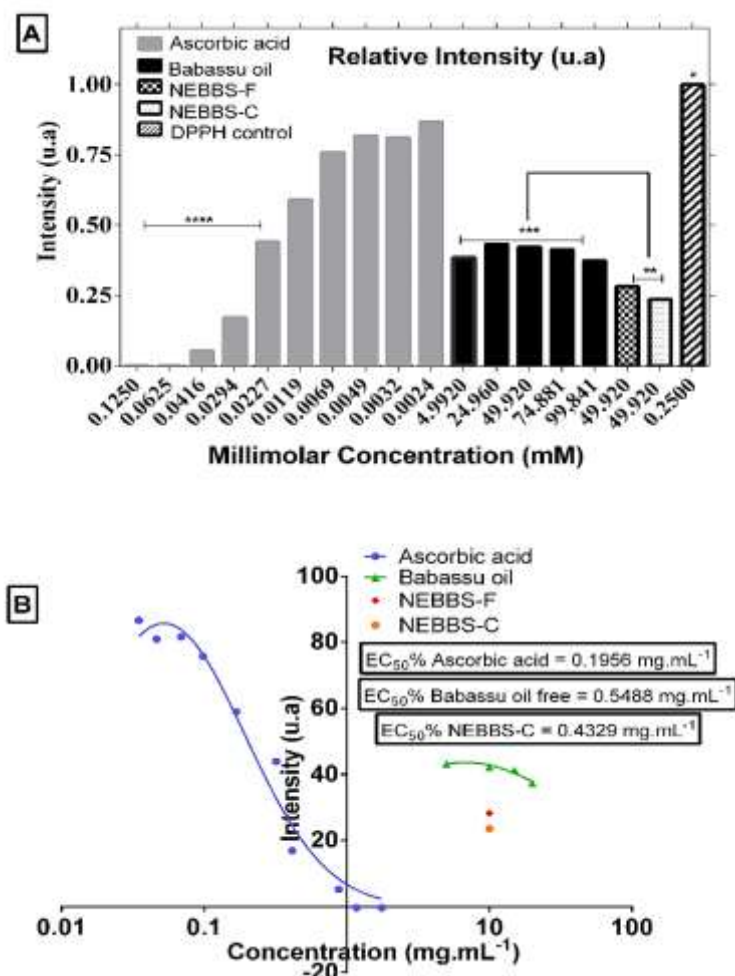 A
Ascorbic acid
Babassu oil
NEBBS-F
NEBBS-C
DPPH control
Relative Intensity (u.a)
*
Intensity (u.a)
1.00
0.75
0.50
0.25
0.00
****
***
**
0.1250
0.0625
0.0416
0.0294
0.0227
0.0119
0.0069
0.0049
0.0032
0.0024
4.9920
24.960
49.920
74.881
99.841
49.920
49.920
0.2500
Millimolar Concentration (mM)
B
Ascorbic acid
Babassu oil
NEBBS-F
NEBBS-C
EC50% Ascorbic acid = 0.1956 mg.mL-1
EC50% Babassu oil free = 0.5488 mg.mL-1
EC50% NEBBS-C = 0.4329 mg.mL-1
Intensity (u.a)
100
80
60
40
20
-20
0.01
0.1
10
100
Concentration (mg.mL-1)